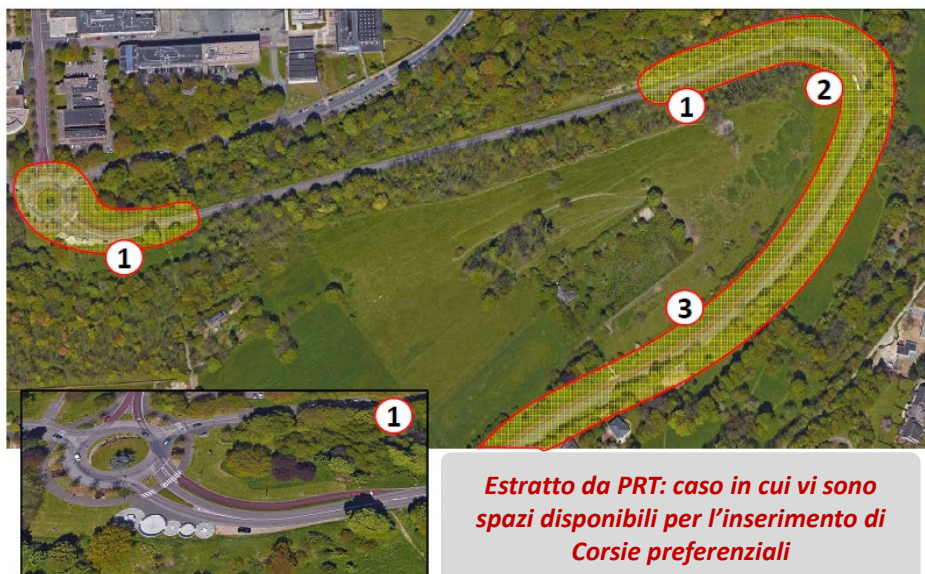 1
2
1
3
1
Estratto da PRT: caso in cui vi sono
spazi disponibili per l’inserimento di
Corsie preferenziali